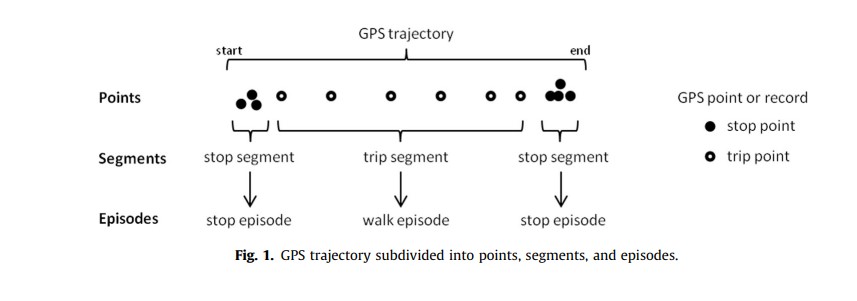 GPS trajectory
start
end
Points
GPS point or record
stop point
trip point
Segments
stop segment
trip segment
stop segment
Episodes
stop episode
walk episode
stop episode
Fig. 1. GPS trajectory subdivided into points, segments, and episodes.